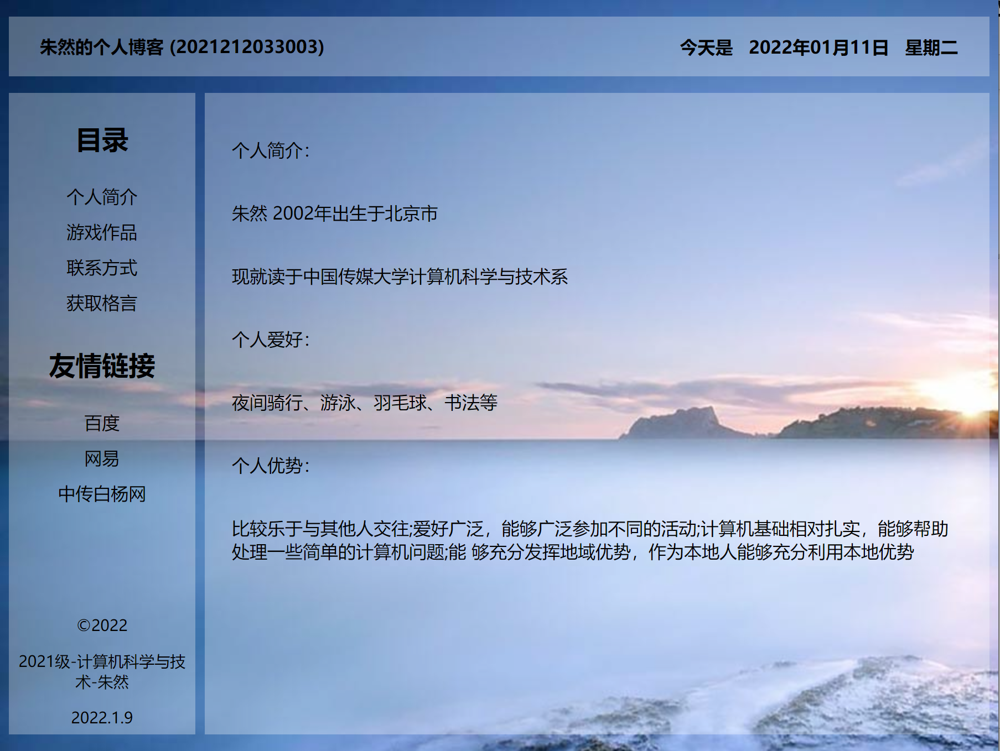 朱然的个人博客 (2021212033003)
今天是 2022年01月11日 星期二
目录
个人简介
游戏作品
联系方式
获取格言
友情链接
百度
网易
中传白杨网
©2022
2021级-计算机科学与技
术-朱然
2022.1.9
个人简介：
朱然 2002年出生于北京市
现就读于中国传媒大学计算机科学与技术系
个人爱好：
夜间骑行、游泳、羽毛球、书法等
个人优势：
比较乐于与其他人交往;爱好广泛，能够广泛参加不同的活动;计算机基础相对扎实，能够帮助
处理一些简单的计算机问题;能 够充分发挥地域优势，作为本地人能够充分利用本地优势